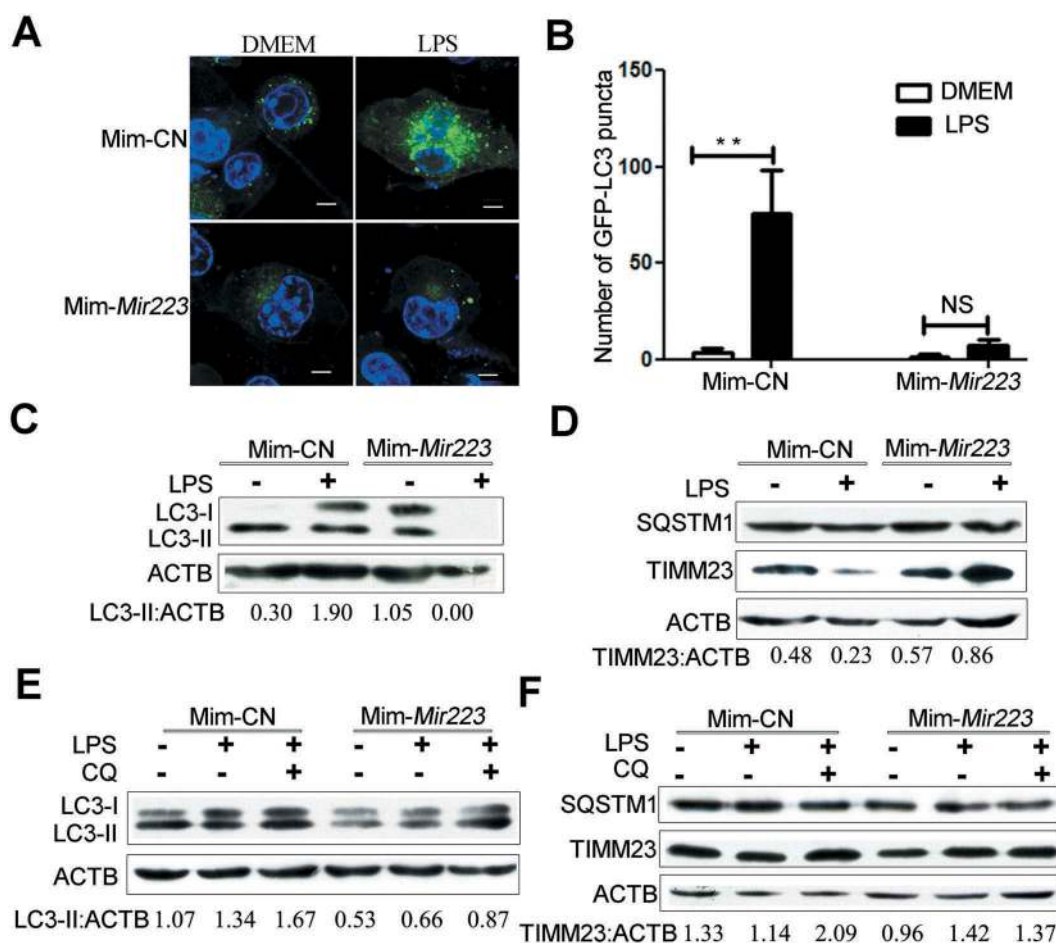 A
DMEM LPS
Mim-CN
Mim-Mir223
B
Number of GFP-LC3 puncta
150
100
50
0
DMEM
LPS
* *
NS
Mim-CN Mim-Mir223
C
Mim-CN Mim-Mir223
LPS - + - +
LC3-I
LC3-II
ACTB
LC3-II:ACTB 0.30 1.90 1.05 0.00
D
Mim-CN Mim-Mir223
LPS - + - +
SQSTM1
TIMM23
ACTB
TIMM23:ACTB 0.48 0.23 0.57 0.86
E
Mim-CN Mim-Mir223
LPS - + + - + +
CQ - - + - - +
LC3-I
LC3-II
ACTB
LC3-II:ACTB 1.07 1.34 1.67 0.53 0.66 0.87
F
Mim-CN Mim-Mir223
LPS - + + - + +
CQ - - + - - +
SQSTM1
TIMM23
ACTB
TIMM23:ACTB 1.33 1.14 2.09 0.96 1.42 1.37